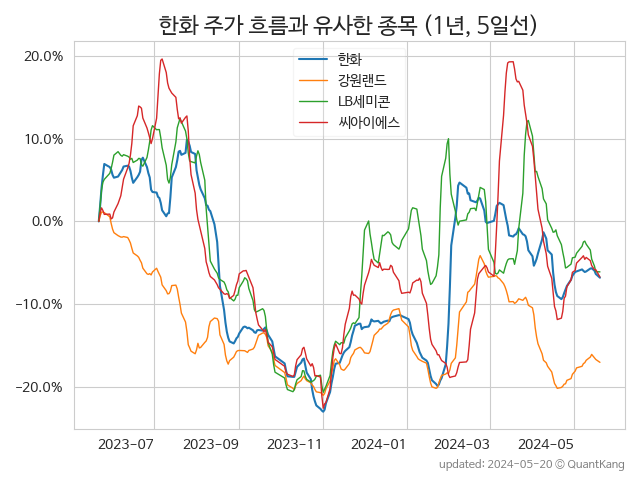 한화 주가 흐름과 유사한 종목 (1년, 5일선)
한화
강원랜드
LB세미콘
씨아이에스
20.0%
10.0%
0.0%
−10.0%
−20.0%
2023-07 2023-09 2023-11 2024-01 2024-03 2024-05
updated: 2024-05-20 © QuantKang